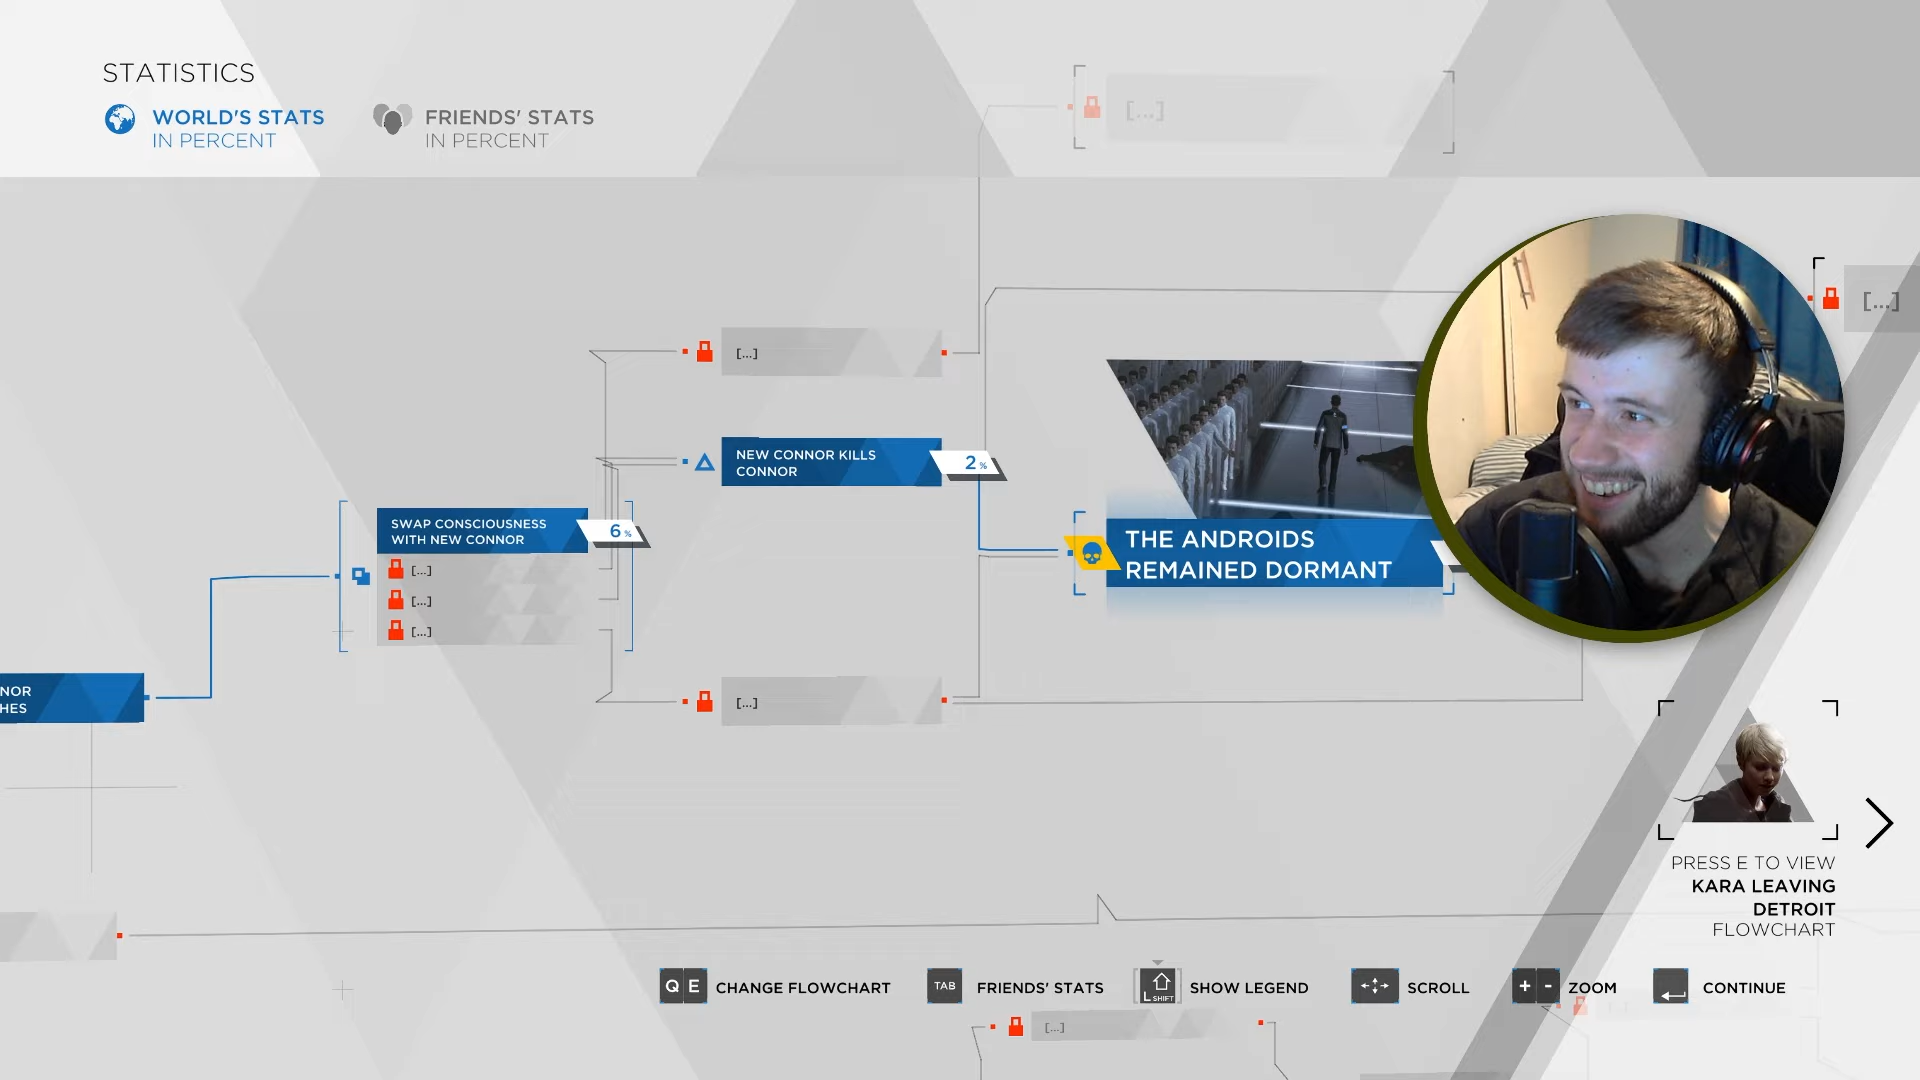 STATISTICS
WORLD'S STATS
IN PERCENT
FRIENDS' STATS
IN PERCENT
[...]
[...]
[...]
NEW CONNOR KILLS
CONNOR
2 %
SWAP CONSCIOUSNESS
WITH NEW CONNOR
6 %
[...]
[...]
[...]
THE ANDROIDS
REMAINED DORMANT
NOR
HES
[...]
PRESS E TO VIEW
KARA LEAVING
DETROIT
FLOWCHART
Q E CHANGE FLOWCHART
TAB FRIENDS' STATS
L SHIFT SHOW LEGEND
SCROLL
+ - ZOOM
CONTINUE
[...]